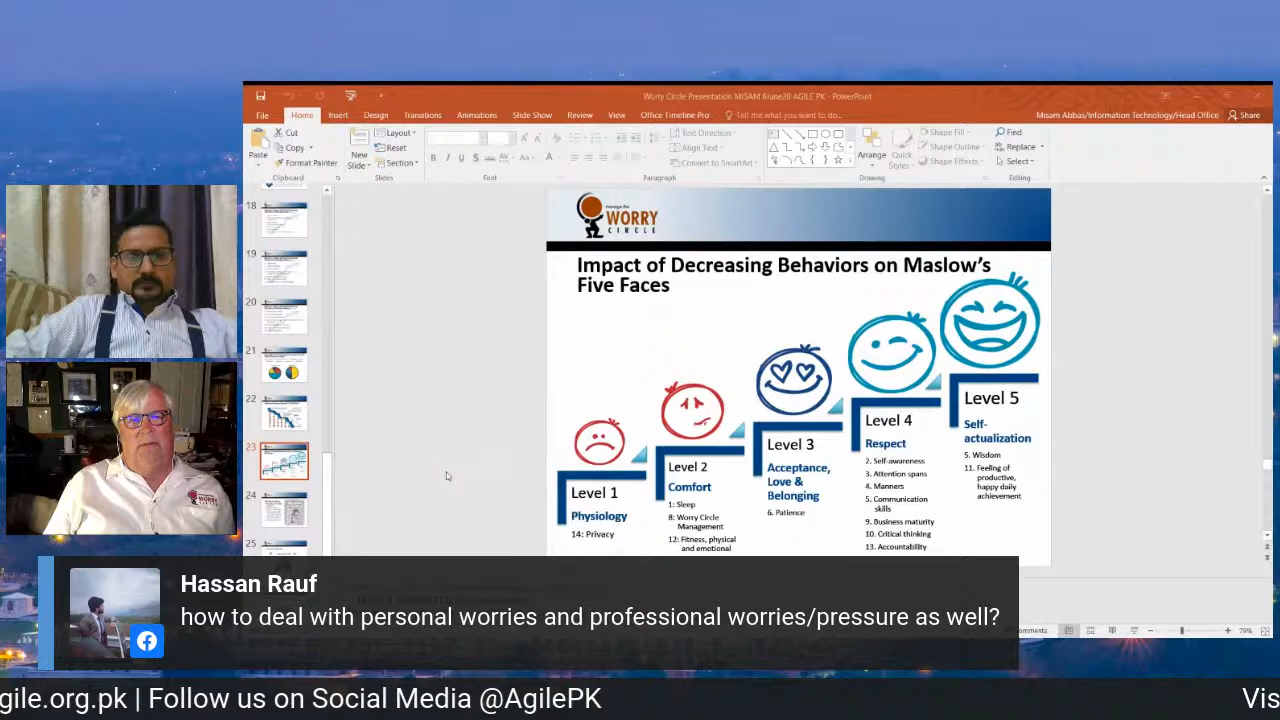 Worry Circle Presentation MISAM 6June20 AGILE PK - PowerPoint
File Home Insert Design Transitions Animations Slide Show Review View Office Timeline Pro Tell me what you want to do... Misam Abbas/Information Technology/Head Office Share
Paste
Cut
Copy
Format Painter
Clipboard
New
Slide
Layout
Reset
Section
Slides
B I U S
Font
Text Direction
Align Text
Convert to SmartArt
Paragraph
Arrange
Quick
Styles
Shape Fill
Shape Outline
Shape Effects
Drawing
Find
Replace
Select
Editing
18
19
20
21
22
23
24
25
manage the
WORRY
CIRCLE
Impact of Decreasing Behaviors on Maslow's
Five Faces
Level 1
Physiology
14: Privacy
Level 2
Comfort
1: Sleep
8: Worry Circle
Management
12: Fitness, physical
and emotional
Level 3
Acceptance,
Love &
Belonging
6. Patience
Level 4
Respect
2. Self-awareness
3. Attention spans
4. Manners
5. Communication
skills
9. Business maturity
10. Critical thinking
13. Accountability
Level 5
Self-
actualization
5. Wisdom
11. Feeling of
productive,
happy daily
achievement
79%
Hassan Rauf
how to deal with personal worries and professional worries/pressure as well?
gile.org.pk | Follow us on Social Media @AgilePK
Vis